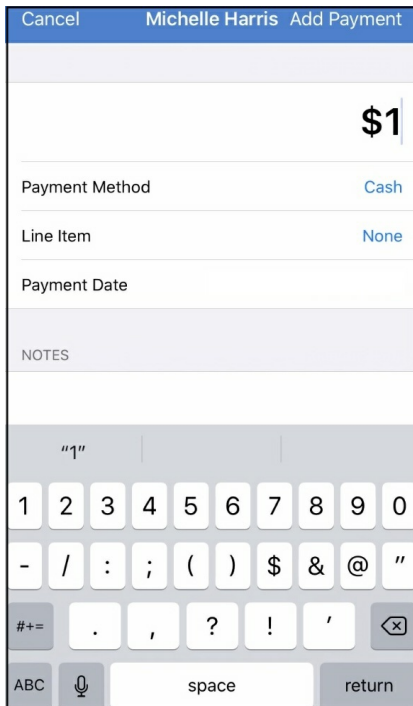 Cancel Michelle Harris Add Payment
$1
Payment Method Cash
Line Item None
Payment Date
NOTES
“1”
1 2 3 4 5 6 7 8 9 0
- / : ; ( ) $ & @ "
#+= . , ? ! '
ABC space return